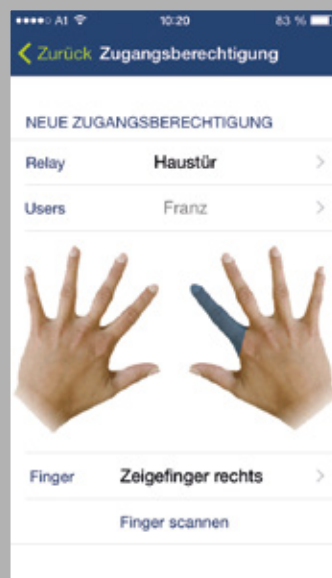 A1 10:20 83 %
Zurück Zugangsberechtigung
NEUE ZUGANGSBERECHTIGUNG
Relay Haustür
Users Franz
Finger Zeigefinger rechts
Finger scannen